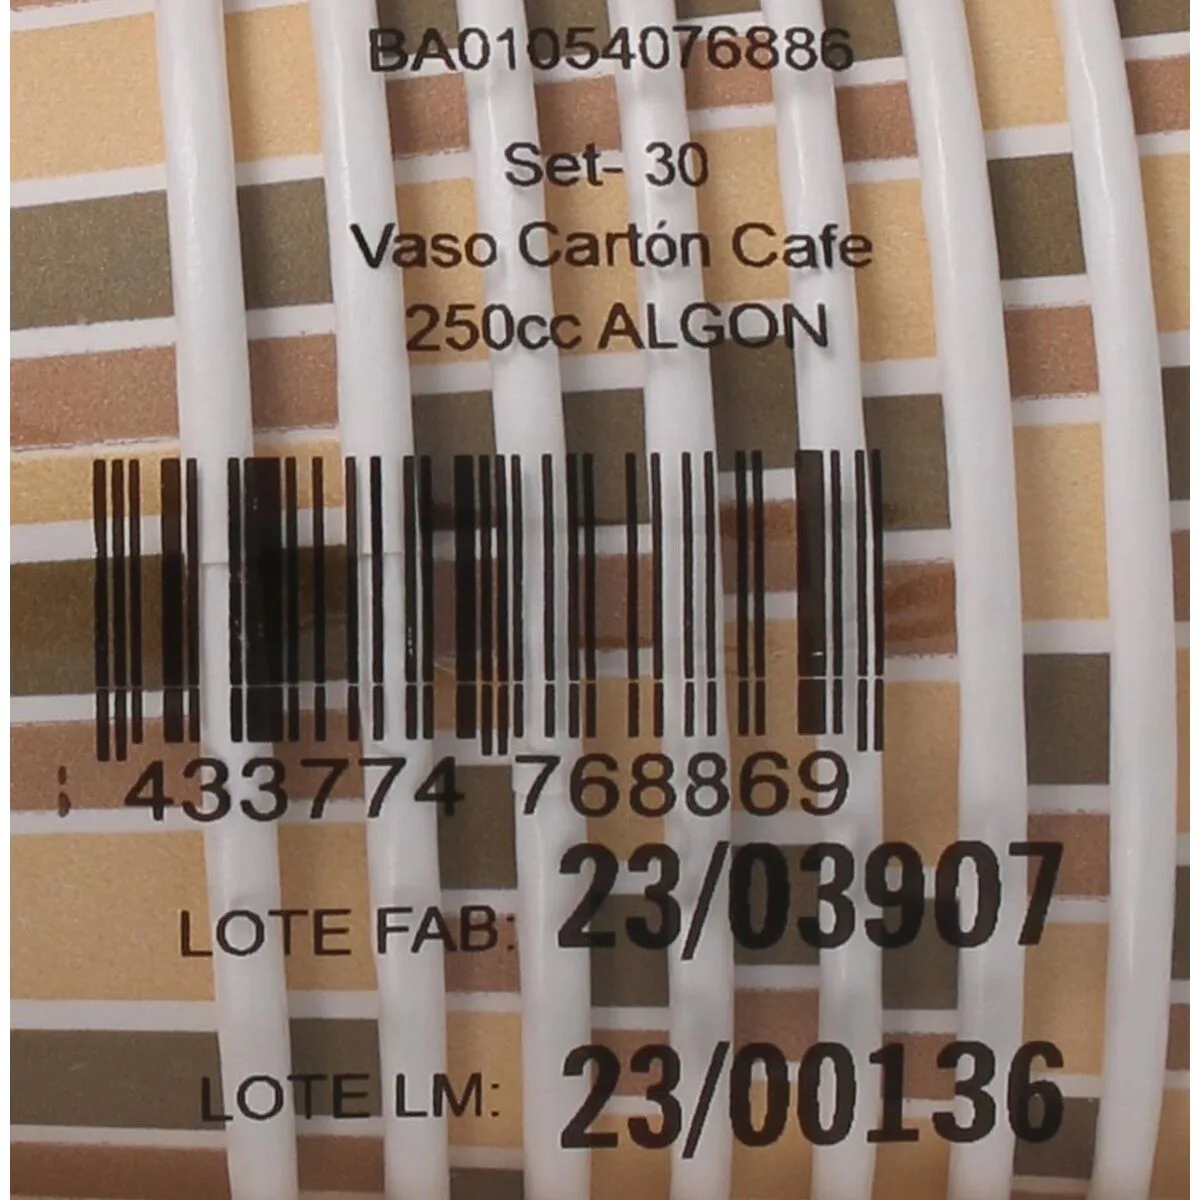 BA01054076886
Set- 30
Vaso Cartón Cafe
250cc ALGON
433774 768869
LOTE FAB: 23/03907
LOTE LM: 23/00136